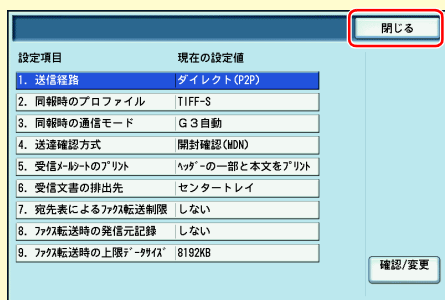 閉じる
設定項目 現在の設定値
1. 送信経路 ダイレクト(P2P)
2. 同報時のプロファイル TIFF-S
3. 同報時の通信モード G3自動
4. 送達確認方式 開封確認(MDN)
5. 受信ﾒｰﾙｼｰﾄのプリント ﾍｯﾀﾞｰの一部と本文をﾌﾟﾘﾝﾄ
6. 受信文書の排出先 センタートレイ
7. 宛先表によるﾌｧｸｽ転送制限 しない
8. ﾌｧｸｽ転送時の発信元記録 しない
9. ﾌｧｸｽ転送時の上限ﾃﾞｰﾀｻｲｽﾞ 8192KB
確認/変更